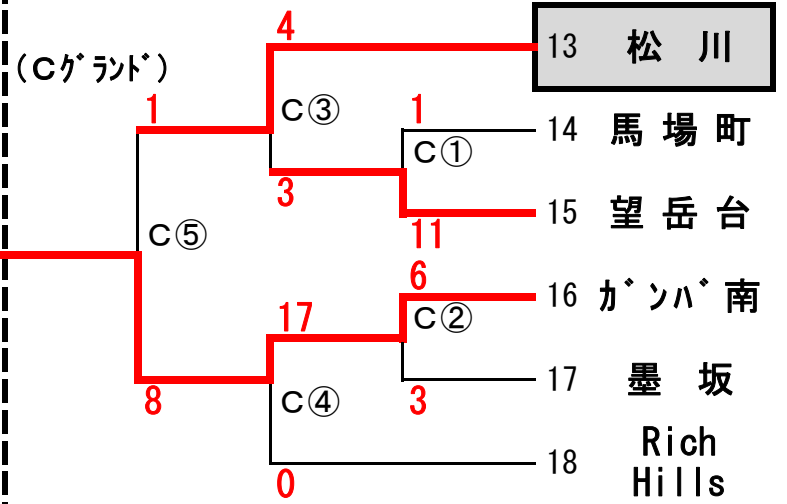 4
13 松 川
(Cｸﾞﾗﾝﾄﾞ)
1
C③
1
14 馬 場 町
C①
3
15 望 岳 台
11
C⑤
6
16 ｶﾞﾝﾊﾞ南
17
C②
17 墨 坂
8
C④
3
Rich
18
Hills
0